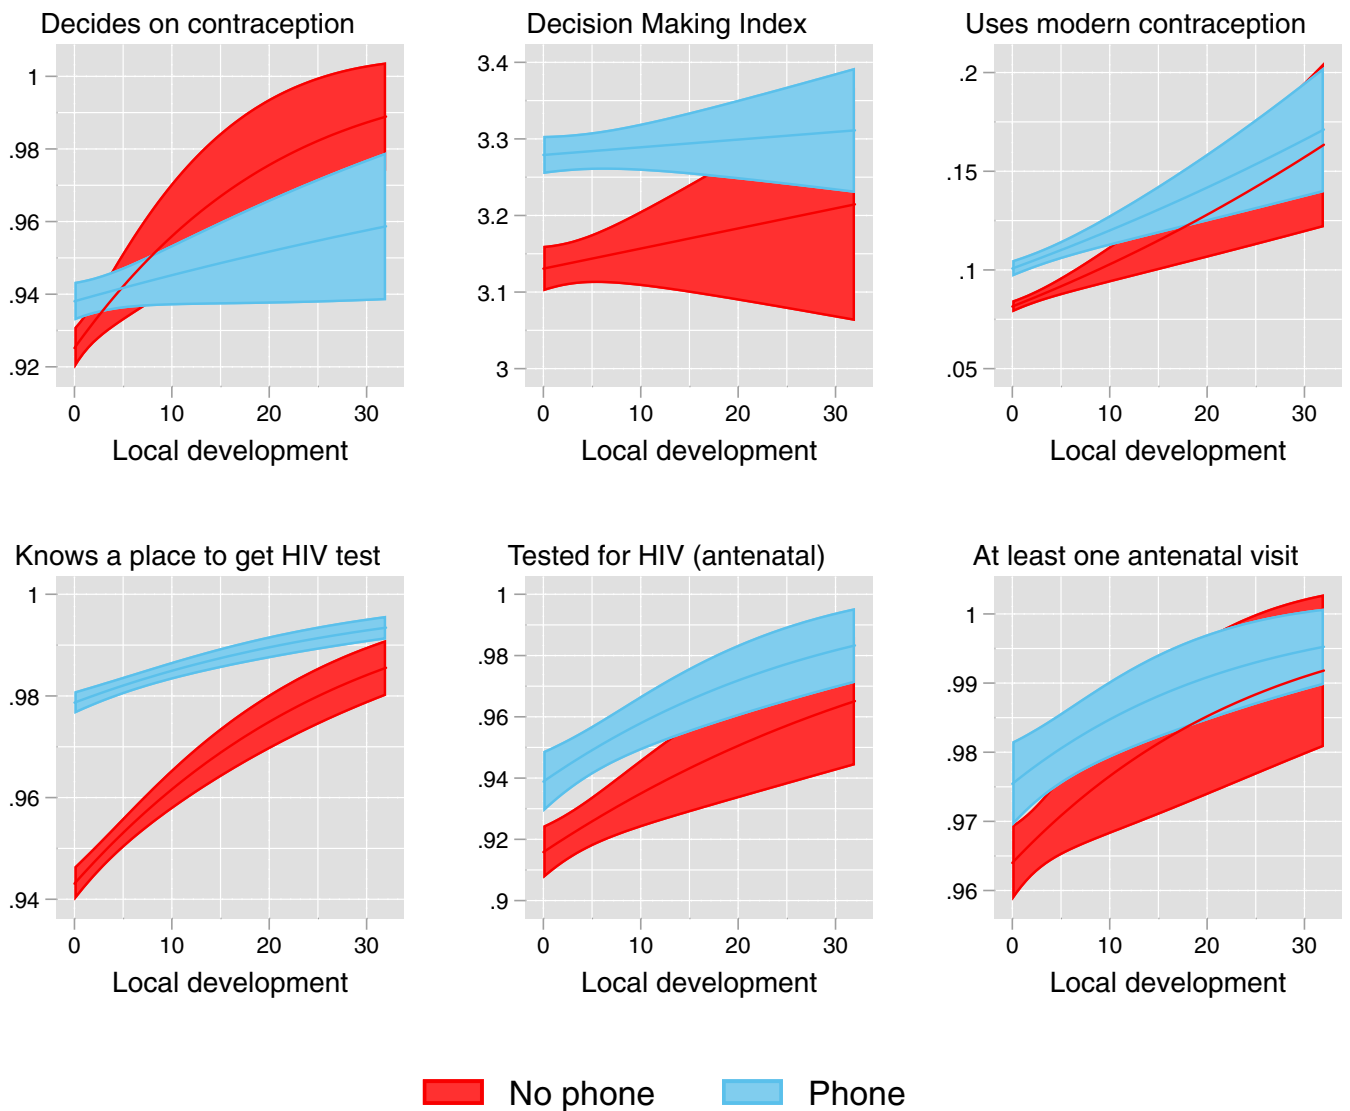 Decides on contraception
Decision Making Index
Uses modern contraception
1
.98
.96
.94
.92
0 10 20 30
Local development
3.4
3.3
3.2
3.1
3
0 10 20 30
Local development
.2
.15
.1
.05
0 10 20 30
Local development
Knows a place to get HIV test
Tested for HIV (antenatal)
At least one antenatal visit
1
.98
.96
.94
0 10 20 30
Local development
1
.98
.96
.94
.92
.9
0 10 20 30
Local development
1
.99
.98
.97
.96
0 10 20 30
Local development
No phone Phone